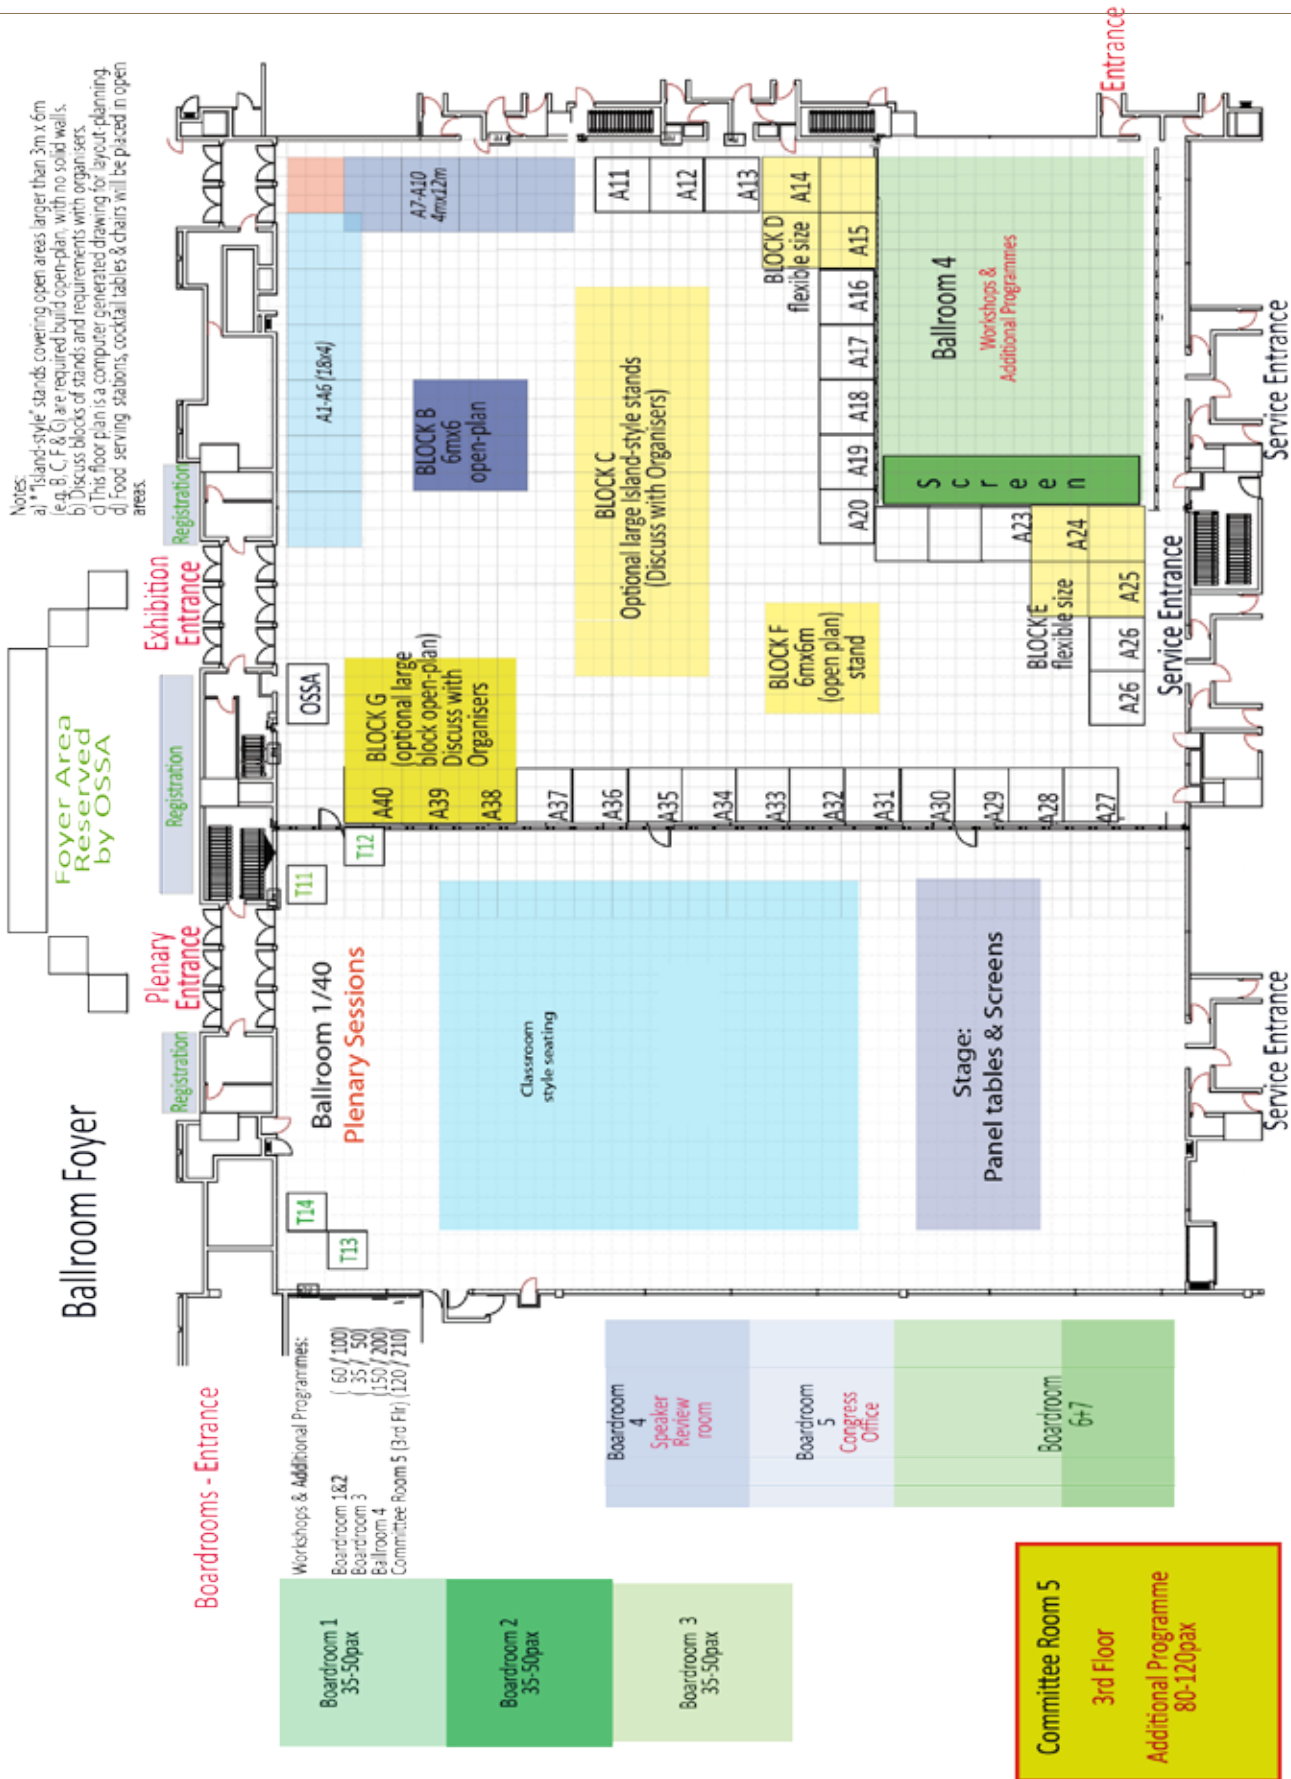 Notes:
a) *"Island-style" stands covering open areas larger than 3m x 6m
(e.g. B, C, F & G) are required build open-plan, with no solid walls.
b) Discuss blocks of stands and requirements with organisers.
c) This floor plan is a computer generated drawing for layout-planning.
d) Food serving stations, cocktail tables & chairs will be placed in open
areas.
Foyer Area
Reserved
by OSSA
Ballroom Foyer
Registration
Exhibition
Entrance
Registration
Plenary
Entrance
Registration
Boardrooms - Entrance
Entrance
A1-A6 (18x4)
A7-A10
4mx12m
A11
A12
A13
A14
A15
BLOCK D
flexible size
A16
A17
A18
A19
A20
BLOCK B
6mx6
open-plan
BLOCK C
Optional large Island-style stands
(Discuss with Organisers)
Ballroom 4
Workshops &
Additional Programmes
Screen
A23
A24
A25
BLOCK E
flexible size
A26
A26
BLOCK F
6mx6m
(open plan)
stand
OSSA
BLOCK G
(optional large
block open-plan)
Discuss with
Organisers
A40
A39
A38
A37
A36
A35
A34
A33
A32
A31
A30
A29
A28
A27
T12
T11
T14
T13
Ballroom 1/40
Plenary Sessions
Classroom
style seating
Stage:
Panel tables & Screens
Service Entrance
Service Entrance
Service Entrance
Workshops & Additional Programmes:
Boardroom 1&2 ( 60 / 100)
Boardroom 3 ( 35 / 50)
Ballroom 4 (150 / 200)
Committee Room 5 (3rd Flr) (120 / 210)
Boardroom 1
35-50pax
Boardroom 2
35-50pax
Boardroom 3
35-50pax
Boardroom
4
Speaker
Review
room
Boardroom
5
Congress
Office
Boardroom
6+7
Committee Room 5
3rd Floor
Additional Programme
80-120pax